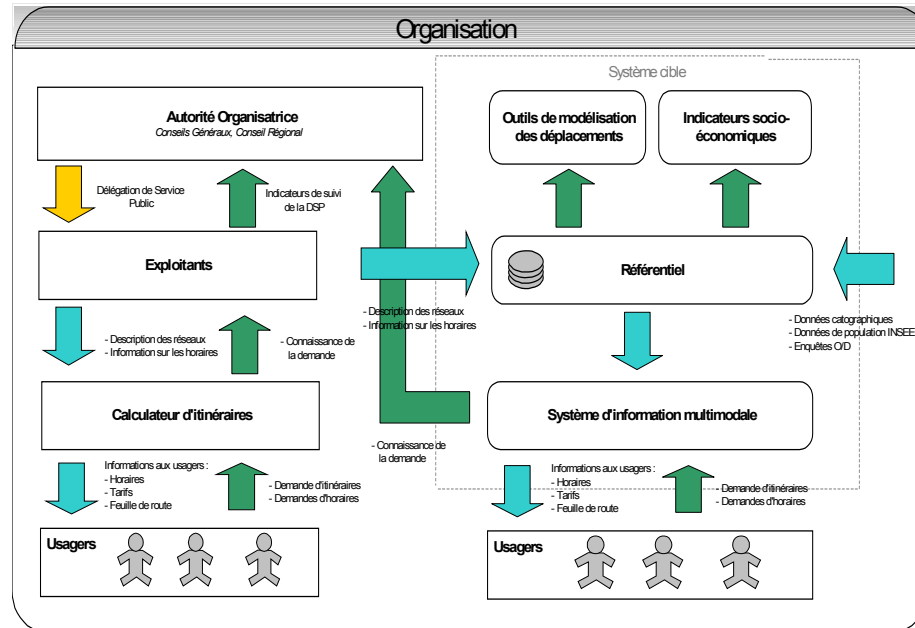 Organisation
Système cible
Autorité Organisatrice
Conseils Généraux, Conseil Régional
Outils de modélisation
des déplacements
Indicateurs socio-
économiques
Délégation de Service
Public
Indicateurs de suivi
de la DSP
Exploitants
Référentiel
- Description des réseaux
- Information sur les horaires
- Données catographiques
- Données de population INSEE
- Enquêtes O/D
- Description des réseaux
- Information sur les horaires
- Connaissance de
la demande
Calculateur d'itinéraires
Système d'information multimodale
- Connaissance de
la demande
Informations aux usagers :
- Horaires
- Tarifs
- Feuille de route
- Demande d'itinéraires
- Demandes d'horaires
Informations aux usagers :
- Horaires
- Tarifs
- Feuille de route
- Demande d'itinéraires
- Demandes d'horaires
Usagers
Usagers